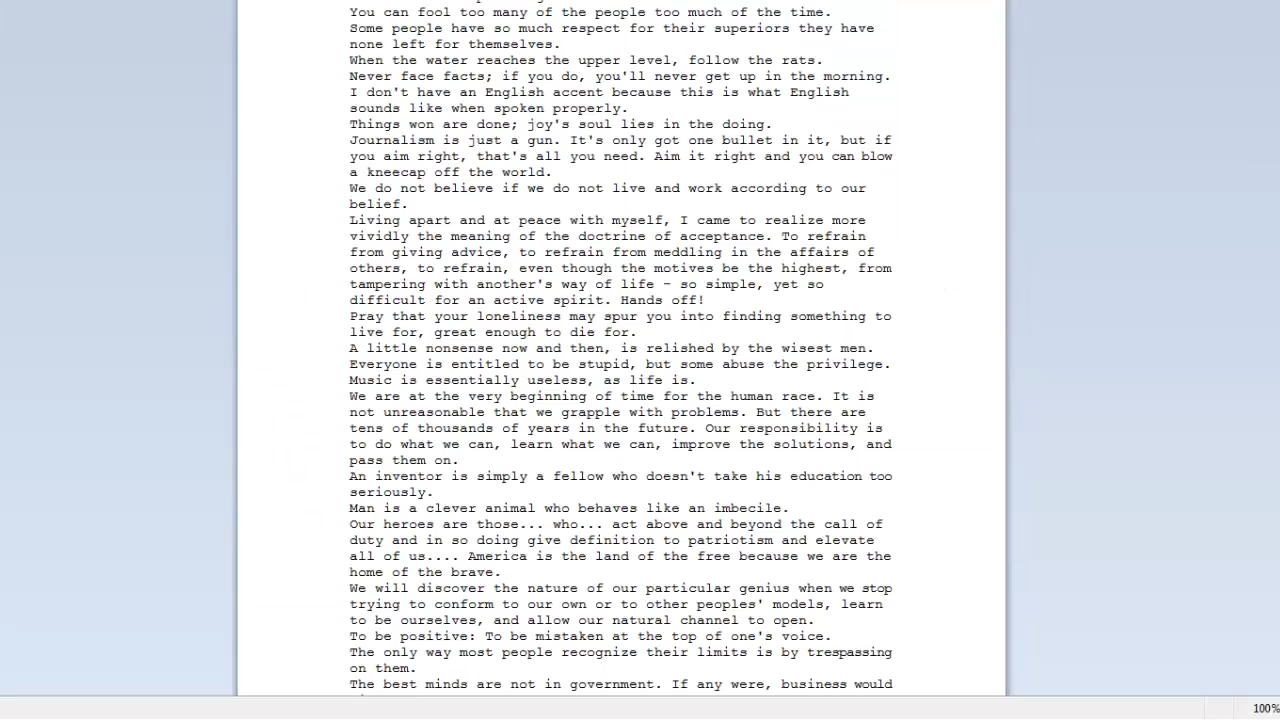 You can fool too many of the people too much of the time.
Some people have so much respect for their superiors they have
none left for themselves.
When the water reaches the upper level, follow the rats.
Never face facts; if you do, you'll never get up in the morning.
I don't have an English accent because this is what English
sounds like when spoken properly.
Things won are done; joy's soul lies in the doing.
Journalism is just a gun. It's only got one bullet in it, but if
you aim right, that's all you need. Aim it right and you can blow
a kneecap off the world.
We do not believe if we do not live and work according to our
belief.
Living apart and at peace with myself, I came to realize more
vividly the meaning of the doctrine of acceptance. To refrain
from giving advice, to refrain from meddling in the affairs of
others, to refrain, even though the motives be the highest, from
tampering with another's way of life – so simple, yet so
difficult for an active spirit. Hands off!
Pray that your loneliness may spur you into finding something to
live for, great enough to die for.
A little nonsense now and then, is relished by the wisest men.
Everyone is entitled to be stupid, but some abuse the privilege.
Music is essentially useless, as life is.
We are at the very beginning of time for the human race. It is
not unreasonable that we grapple with problems. But there are
tens of thousands of years in the future. Our responsibility is
to do what we can, learn what we can, improve the solutions, and
pass them on.
An inventor is simply a fellow who doesn't take his education too
seriously.
Man is a clever animal who behaves like an imbecile.
Our heroes are those... who... act above and beyond the call of
duty and in so doing give definition to patriotism and elevate
all of us.... America is the land of the free because we are the
home of the brave.
We will discover the nature of our particular genius when we stop
trying to conform to our own or to other peoples' models, learn
to be ourselves, and allow our natural channel to open.
To be positive: To be mistaken at the top of one's voice.
The only way most people recognize their limits is by trespassing
on them.
The best minds are not in government. If any were, business would
100%